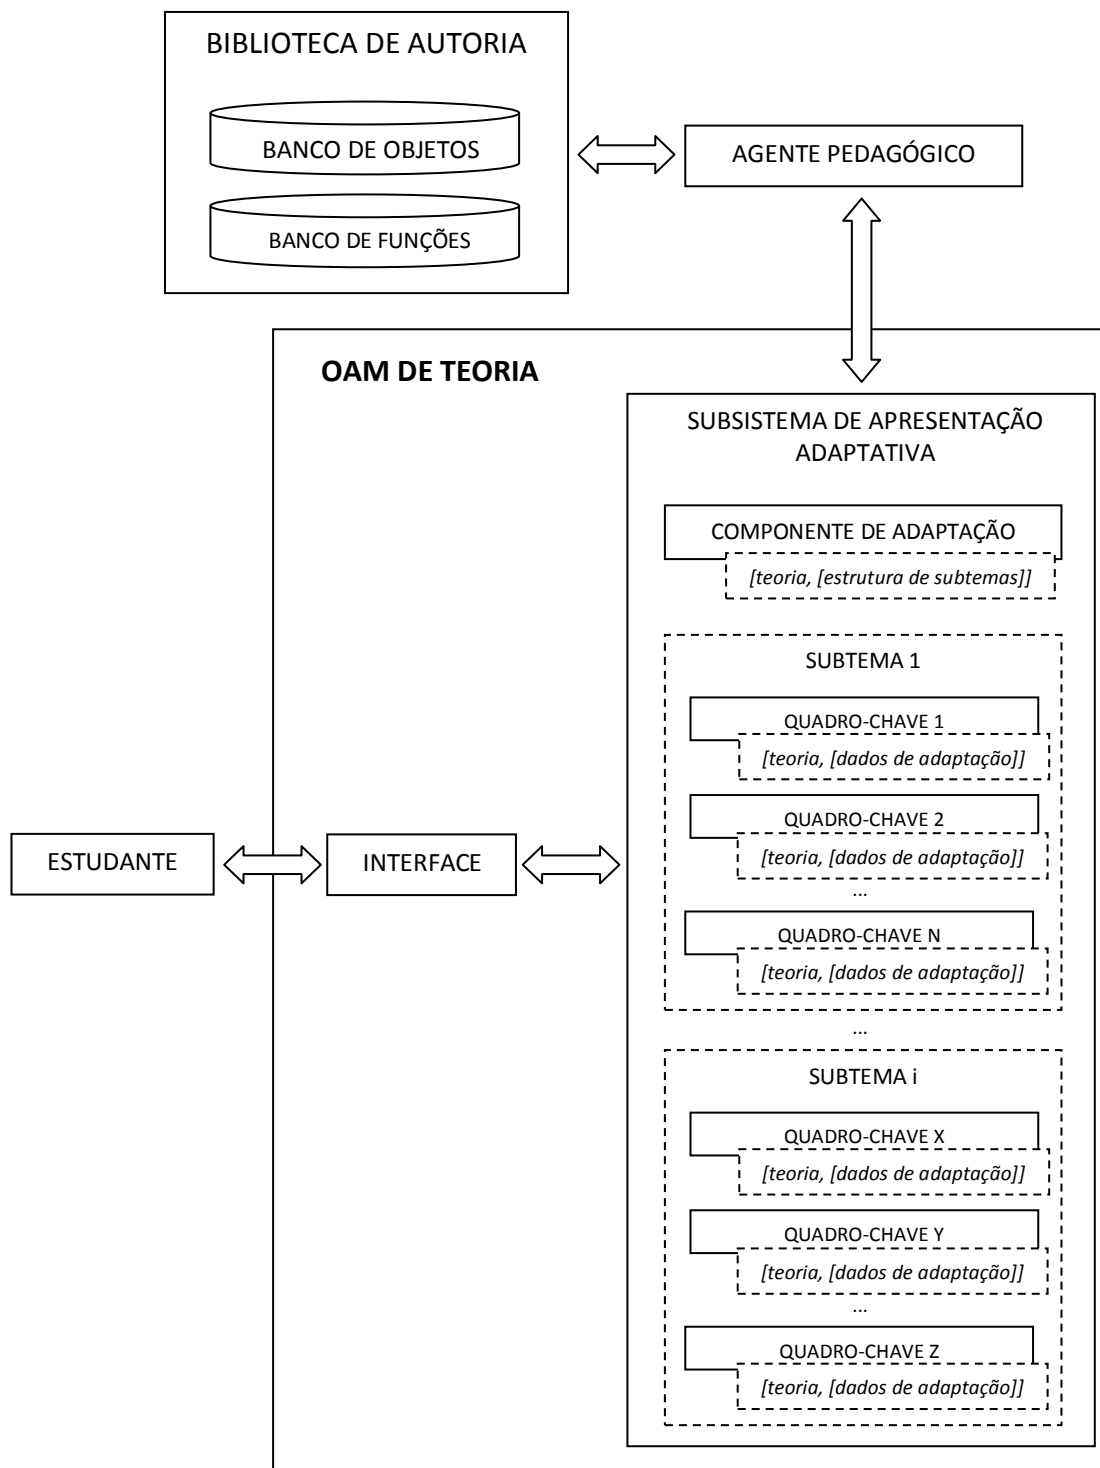 BIBLIOTECA DE AUTORIA
BANCO DE OBJETOS
BANCO DE FUNÇÕES
AGENTE PEDAGÓGICO
OAM DE TEORIA
SUBSISTEMA DE APRESENTAÇÃO
ADAPTATIVA
COMPONENTE DE ADAPTAÇÃO
[teoria, [estrutura de subtemas]]
SUBTEMA 1
QUADRO-CHAVE 1
[teoria, [dados de adaptação]]
QUADRO-CHAVE 2
[teoria, [dados de adaptação]]
...
QUADRO-CHAVE N
[teoria, [dados de adaptação]]
...
ESTUDANTE
INTERFACE
SUBTEMA i
QUADRO-CHAVE X
[teoria, [dados de adaptação]]
QUADRO-CHAVE Y
[teoria, [dados de adaptação]]
...
QUADRO-CHAVE Z
[teoria, [dados de adaptação]]